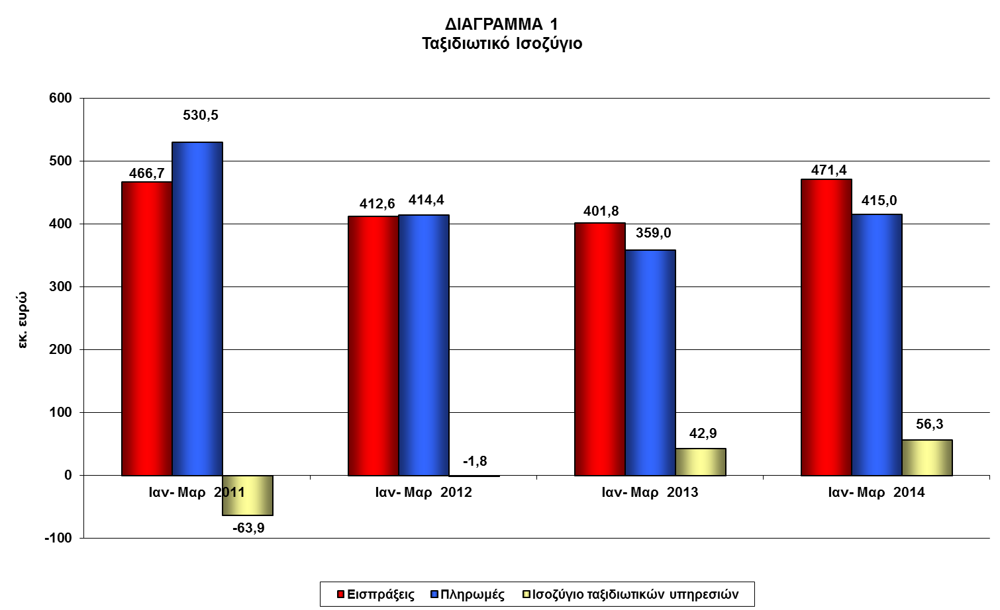 ΔΙΑΓΡΑΜΜΑ 1
Ταξιδιωτικό Ισοζύγιο
εκ. ευρώ
600
500
400
300
200
100
0
-100
466,7
530,5
-63,9
412,6
414,4
-1,8
401,8
359,0
42,9
471,4
415,0
56,3
Ιαν- Μαρ 2011
Ιαν- Μαρ 2012
Ιαν- Μαρ 2013
Ιαν- Μαρ 2014
Εισπράξεις
Πληρωμές
Ισοζύγιο ταξιδιωτικών υπηρεσιών